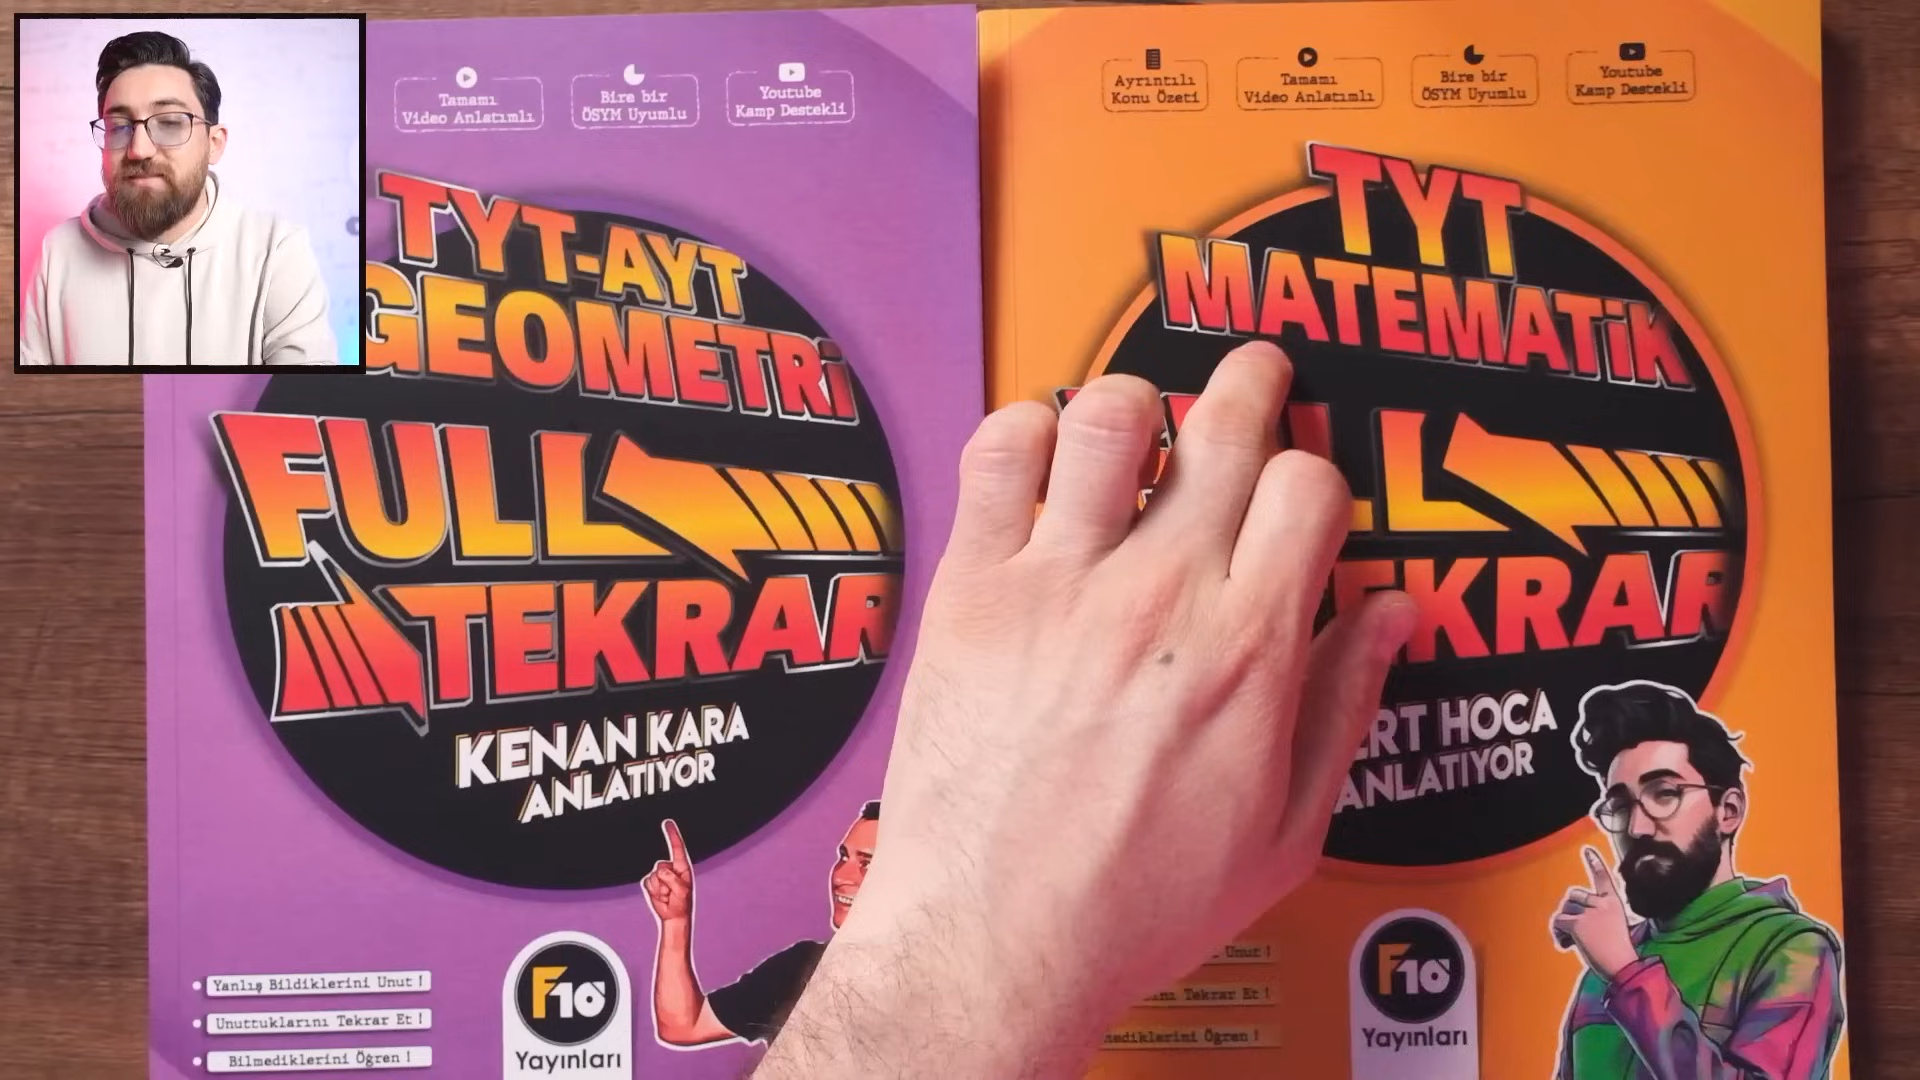 Tamamı
Video Anlatımlı
Bire bir
ÖSYM Uyumlu
Youtube
Kamp Destekli
TYT-AYT
GEOMETRİ
FULL
TEKRAR
KENAN KARA
ANLATIYOR
Yanlış Bildiklerini Unut !
Unuttuklarını Tekrar Et !
Bilmediklerini Öğren !
F10
Yayınları
Ayrıntılı
Konu Özeti
Tamamı
Video Anlatımlı
Bire bir
ÖSYM Uyumlu
Youtube
Kamp Destekli
TYT
MATEMATİK
HOCA
ANLATIYOR
Unut !
Tekrar Et !
Öğren !
F10
Yayınları